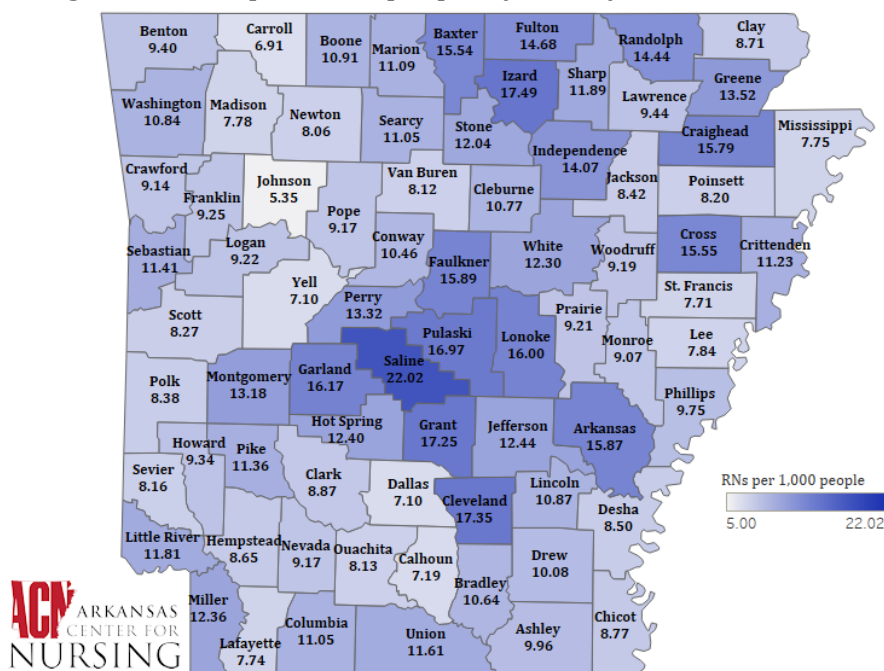 Benton
9.40
Carroll
6.91
Boone
10.91
Marion
11.09
Baxter
15.54
Fulton
14.68
Randolph
14.44
Clay
8.71
Izard
17.49
Sharp
11.89
Greene
13.52
Lawrence
9.44
Washington
10.84
Madison
7.78
Newton
8.06
Searcy
11.05
Stone
12.04
Independence
14.07
Craighead
15.79
Mississippi
7.75
Crawford
9.14
Franklin
9.25
Johnson
5.35
Pope
9.17
Van Buren
8.12
Cleburne
10.77
Jackson
8.42
Poinsett
8.20
Sebastian
11.41
Logan
9.22
Conway
10.46
Faulkner
15.89
White
12.30
Woodruff
9.19
Cross
15.55
Crittenden
11.23
Yell
7.10
Perry
13.32
St. Francis
7.71
Scott
8.27
Pulaski
16.97
Lonoke
16.00
Prairie
9.21
Monroe
9.07
Lee
7.84
Saline
22.02
Garland
16.17
Montgomery
13.18
Polk
8.38
Phillips
9.75
Hot Spring
12.40
Grant
17.25
Jefferson
12.44
Arkansas
15.87
Howard
9.34
Pike
11.36
Sevier
8.16
Clark
8.87
Dallas
7.10
Cleveland
17.35
Lincoln
10.87
Desha
8.50
RNs per 1,000 people
5.00
22.02
Little River
11.81
Hempstead
8.65
Nevada
9.17
Ouachita
8.13
Calhoun
7.19
Bradley
10.64
Drew
10.08
Miller
12.36
Lafayette
7.74
Columbia
11.05
Union
11.61
Ashley
9.96
Chicot
8.77
ACN
ARKANSAS
CENTER FOR
NURSING